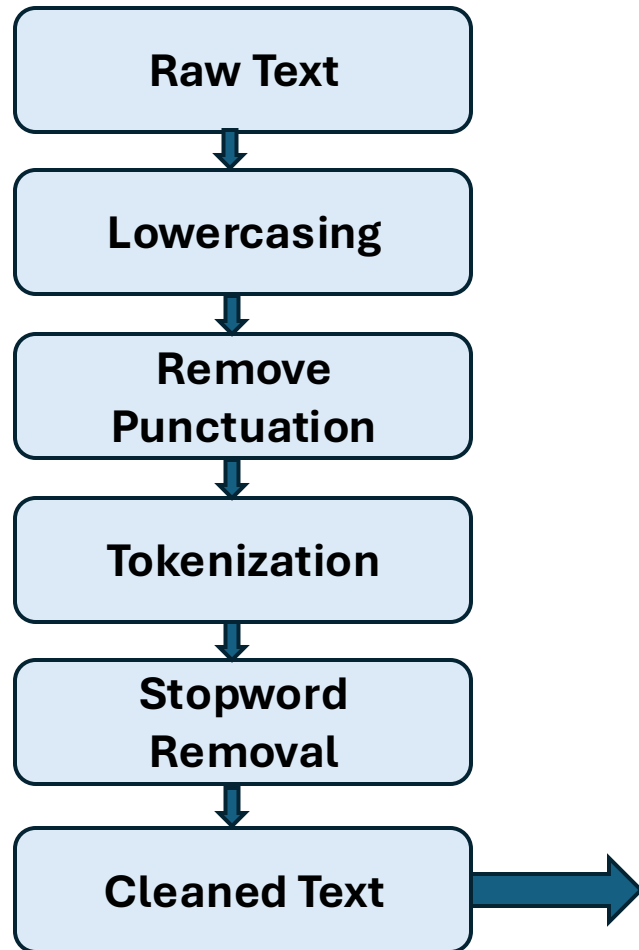 Raw Text
Lowercasing
Remove
Punctuation
Tokenization
Stopword
Removal
Cleaned Text